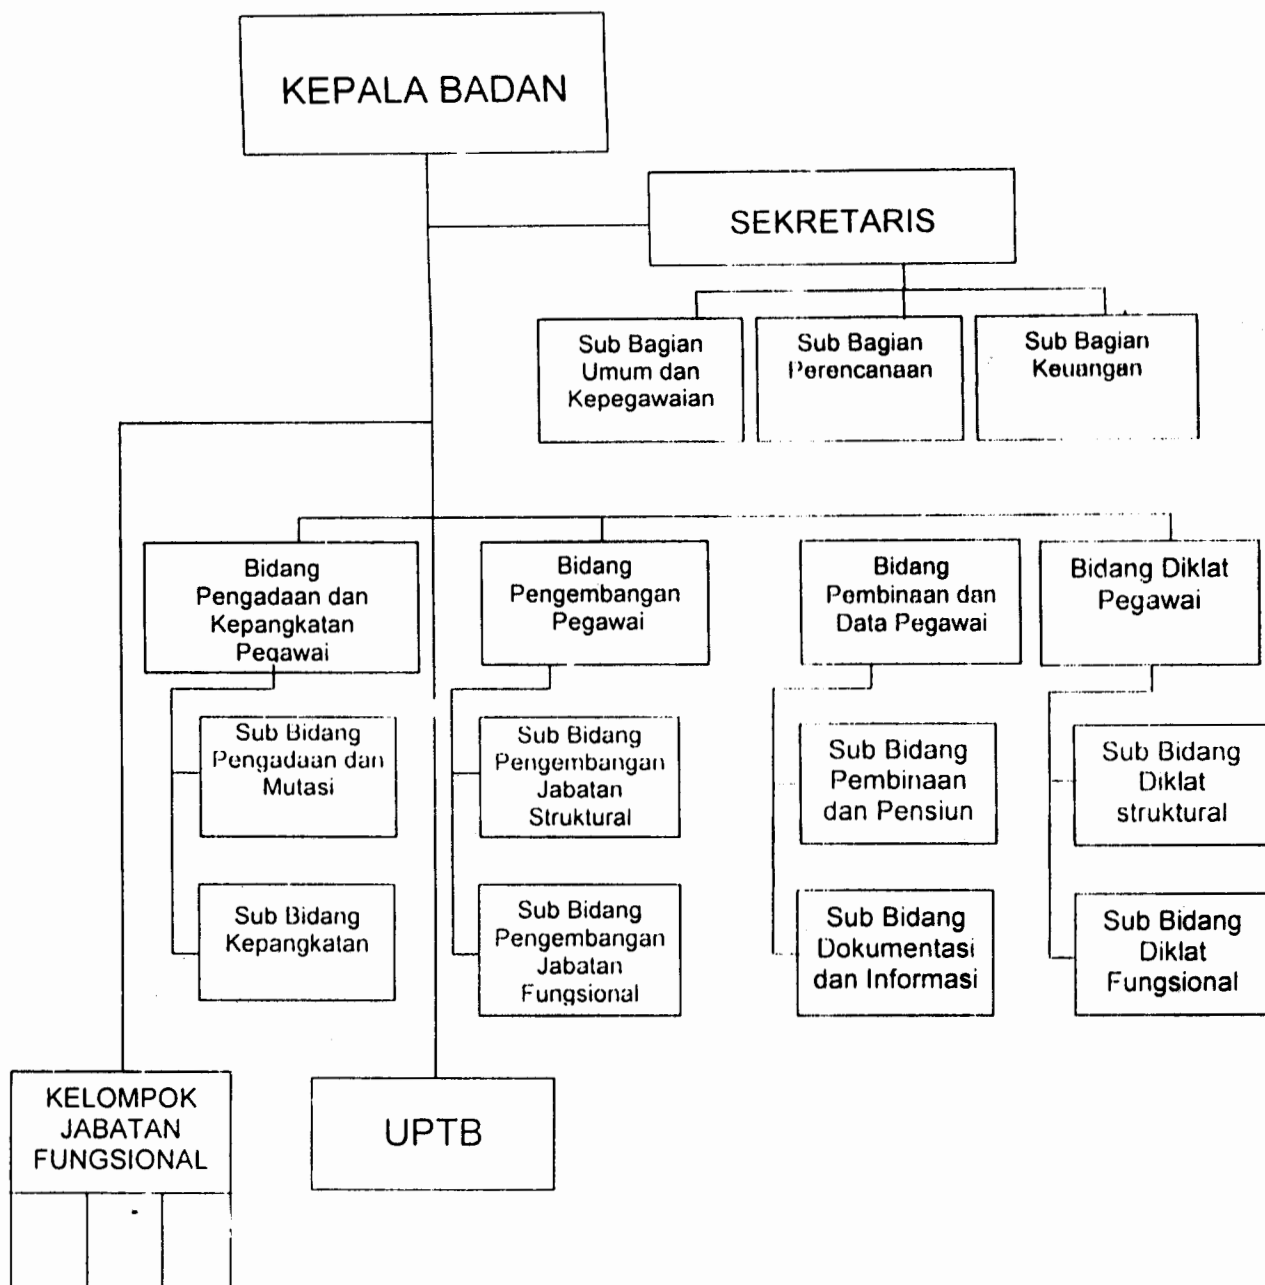 KEPALA BADAN
SEKRETARIS
Sub Bagian
Umum dan
Kepegawaian
Sub Bagian
Perencanaan
Sub Bagian
Keuangan
Bidang
Pengadaan dan
Kepangkatan
Pegawai
Bidang
Pengembangan
Pegawai
Bidang
Pembinaan dan
Data Pegawai
Bidang Diklat
Pegawai
Sub Bidang
Pengadaan dan
Mutasi
Sub Bidang
Pengembangan
Jabatan
Struktural
Sub Bidang
Pembinaan
dan Pensiun
Sub Bidang
Diklat
struktural
Sub Bidang
Kepangkatan
Sub Bidang
Pengembangan
Jabatan
Fungsional
Sub Bidang
Dokumentasi
dan Informasi
Sub Bidang
Diklat
Fungsional
KELOMPOK
JABATAN
FUNGSIONAL
UPTB